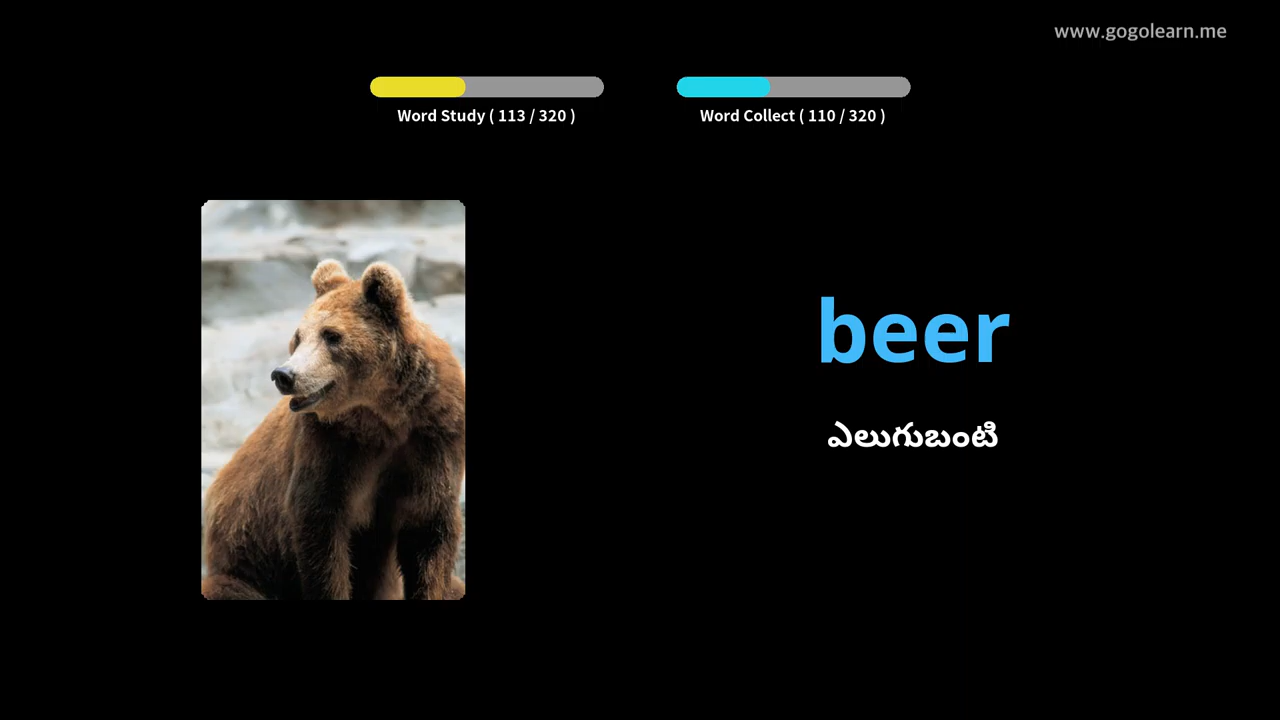 www.gogolearn.me
Word Study ( 113 / 320 )
Word Collect ( 110 / 320 )
beer
ఎలుగుబంటి